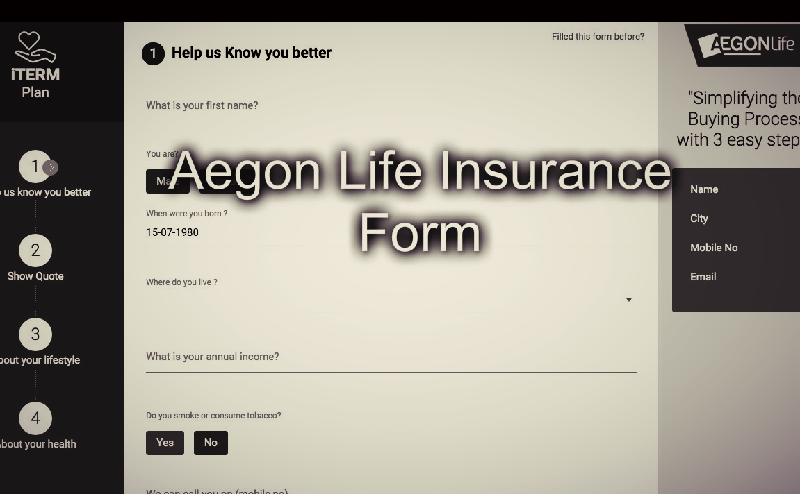 iTERM
Plan
1
us know you better
2
Show Quote
3
bout your lifestyle
4
bout your health
1 Help us Know you better
Filled this form before?
What is your first name?
You are?
When were you born ?
15-07-1980
Where do you live ?
What is your annual income?
Do you smoke or consume tobacco?
Yes No
We can call you on (mobile no)
Aegon Life Insurance
Form
AEGON Life
"Simplifying the
Buying Process
with 3 easy step
Name
City
Mobile No
Email